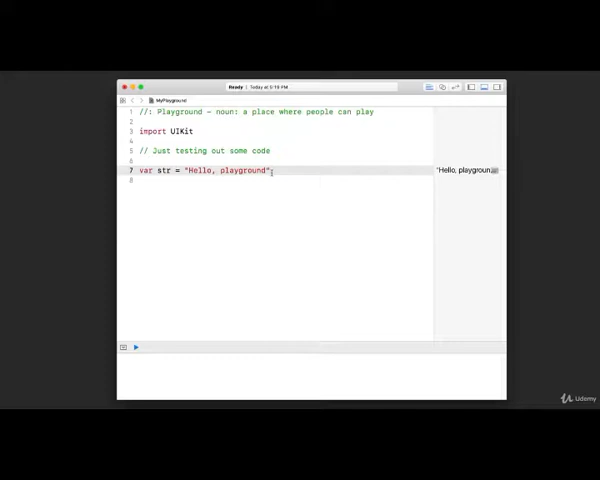 Ready | Today at 5:19 PM
MyPlayground
1 //: Playground - noun: a place where people can play
2
3 import UIKit
4
5 // Just testing out some code
6
7 var str = "Hello, playground"
8
"Hello, playgroun
Udemy